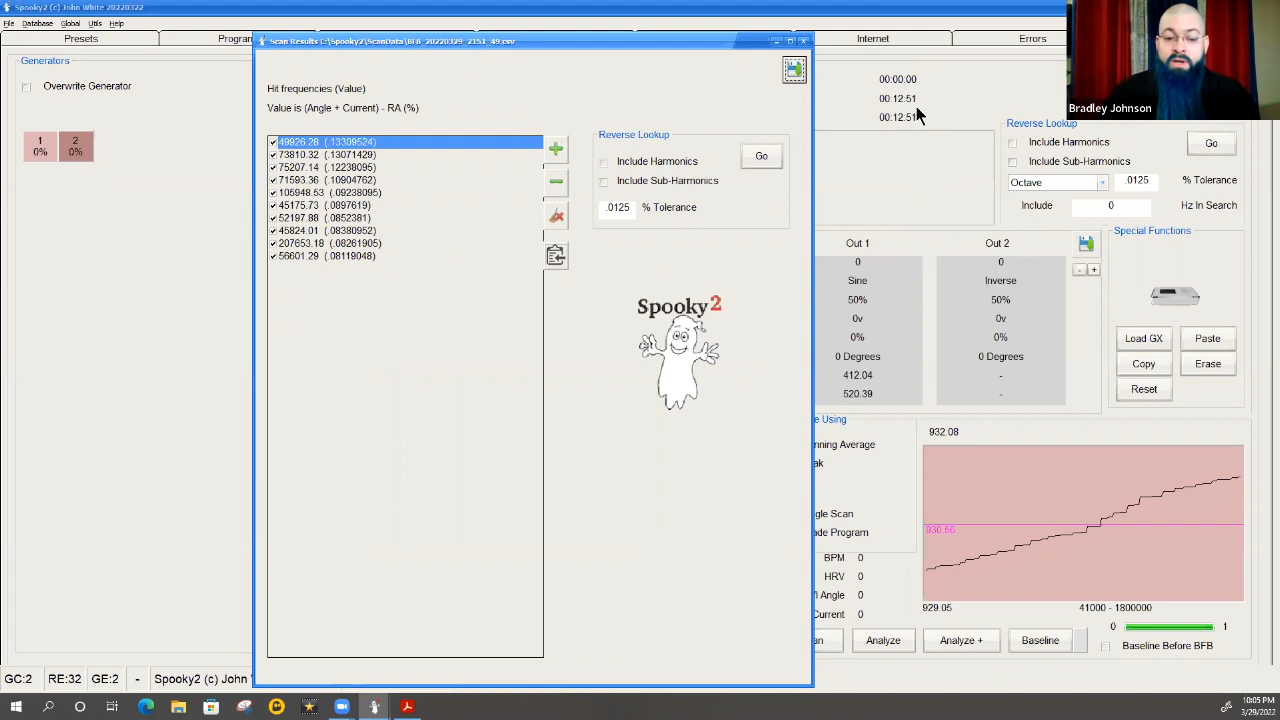 Spooky2 (c) John White 20220322
File Database Global Utils Help
Presets
Internet
Errors
Generators
Overwrite Generator
1
0%
2
0%
Hit frequencies (Value)
Value is (Angle + Current) - RA (%)
49926.28 (.13309524)
73810.32 (.13071429)
75207.14 (.12238095)
71593.36 (.10904762)
105948.53 (.09238095)
45175.73 (.0897619)
52197.88 (.0852381)
45824.01 (.08380952)
207653.18 (.08261905)
56601.29 (.08119048)
Reverse Lookup
Include Harmonics
Include Sub-Harmonics
.0125 % Tolerance
Go
Spooky2
00:00:00
00:12:51
00:12:51
Bradley Johnson
Reverse Lookup
Include Harmonics
Include Sub-Harmonics
Go
Octave .0125 % Tolerance
Include 0 Hz In Search
Out 1 Out 2
0 0
Sine Inverse
50% 50%
0v 0v
0% 0%
0 Degrees 0 Degrees
412.04 -
520.39 -
- +
Special Functions
Load GX Paste
Copy Erase
Reset
932.08
930.56
929.05 41000 - 1800000
0 1
BPM 0
HRV 0
Angle 0
Current 0
Analyze Analyze + Baseline
Baseline Before BFB
GC:2 RE:32 GE:2 - Spooky2 (c) John W
10:05 PM
3/29/2022